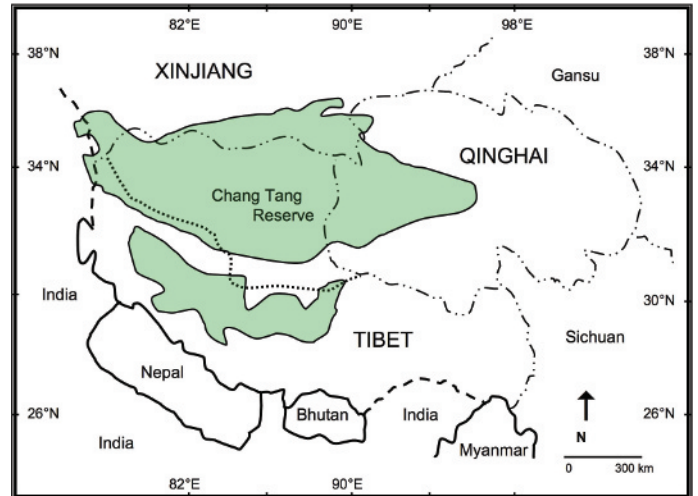 82°E 90°E 98°E
38°N 38°N
XINJIANG
Gansu
QINGHAI
34°N 34°N
Chang Tang
Reserve
India 30°N
TIBET
Sichuan
Nepal
Bhutan
India
26°N 26°N
N
India
Myanmar
0 300 km
82°E 90°E